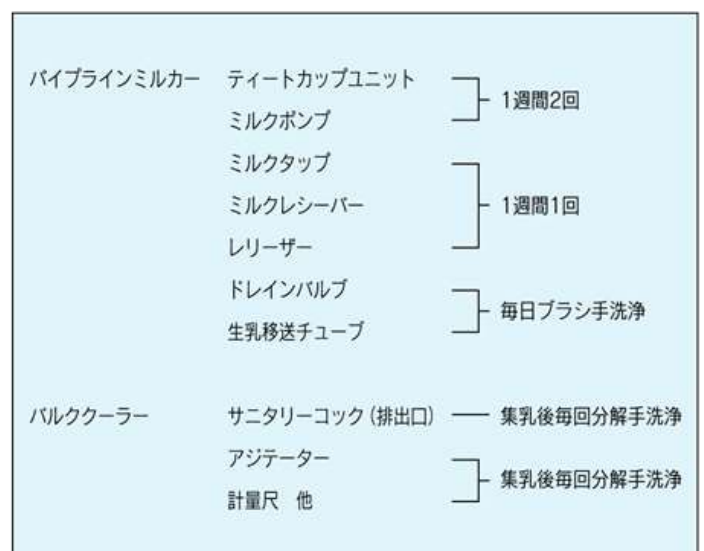 パイプラインミルカー ティートカップユニット
ミルクポンプ
1週間2回
ミルクタップ
ミルクレシーバー
レリーザー
1週間1回
ドレインバルブ
生乳移送チューブ
毎日ブラシ手洗浄
バルククーラー サニタリーコック(排出口) 集乳後毎回分解手洗浄
アジテーター
計量尺 他
集乳後毎回分解手洗浄